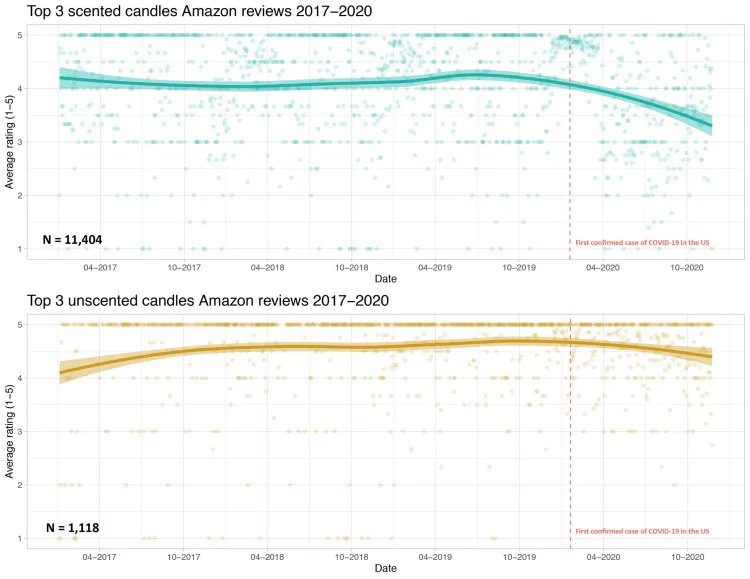 Top 3 scented candles Amazon reviews 2017−2020
Average rating (1−5)
5
4
3
2
1
N = 11,404
First confirmed case of COVID-19 in the US
04−2017 10−2017 04−2018 10−2018 04−2019 10−2019 04−2020 10−2020
Date
Top 3 unscented candles Amazon reviews 2017−2020
Average rating (1−5)
5
4
3
2
1
N = 1,118
First confirmed case of COVID-19 in the US
04−2017 10−2017 04−2018 10−2018 04−2019 10−2019 04−2020 10−2020
Date